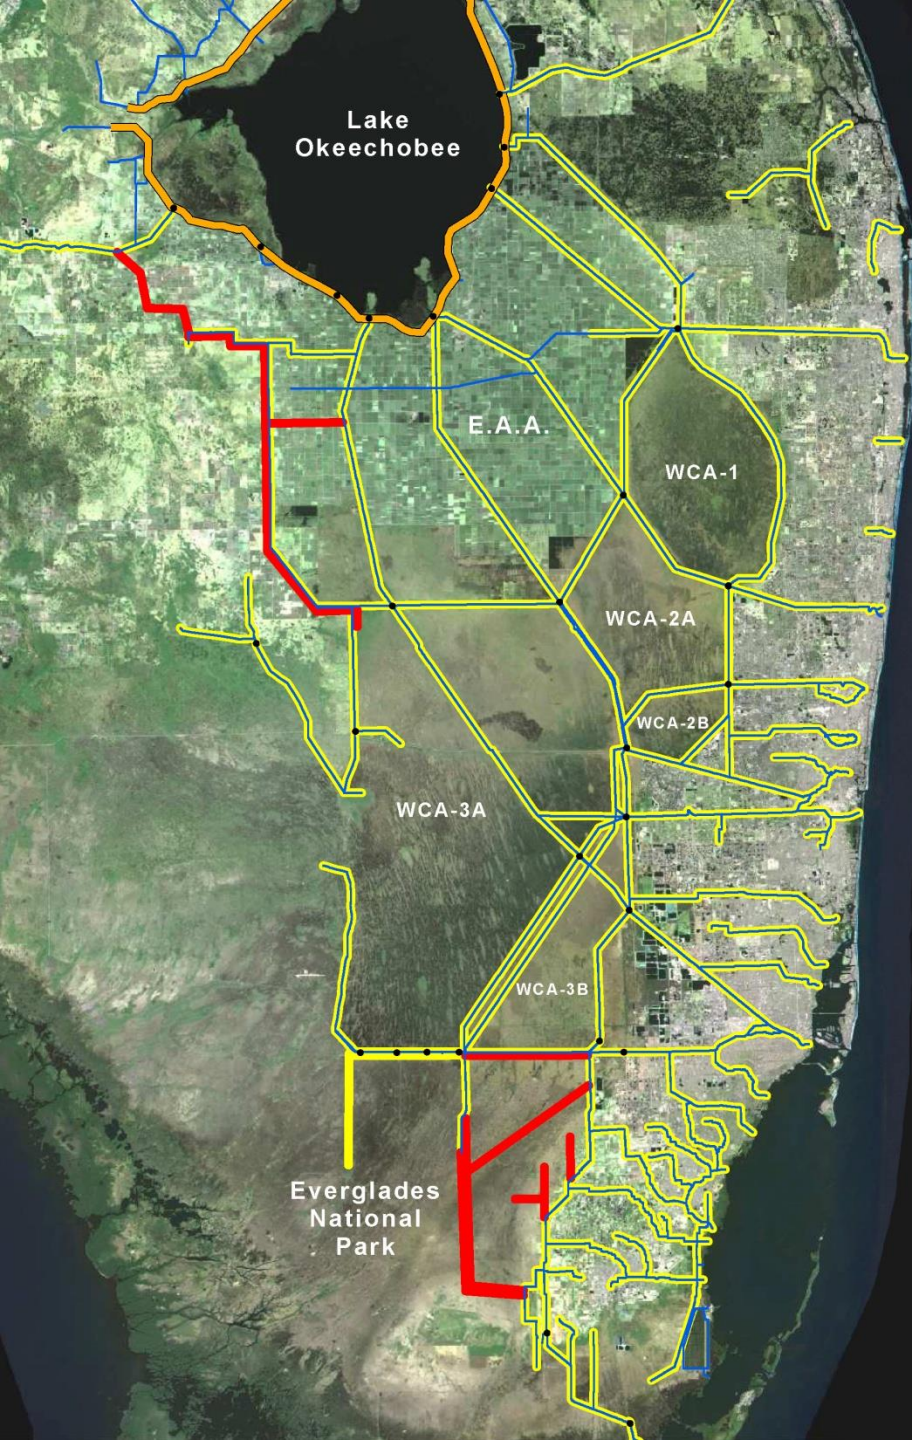 Lake
Okeechobee
E.A.A.
WCA-1
WCA-2A
WCA-2B
WCA-3A
WCA-3B
Everglades
National
Park